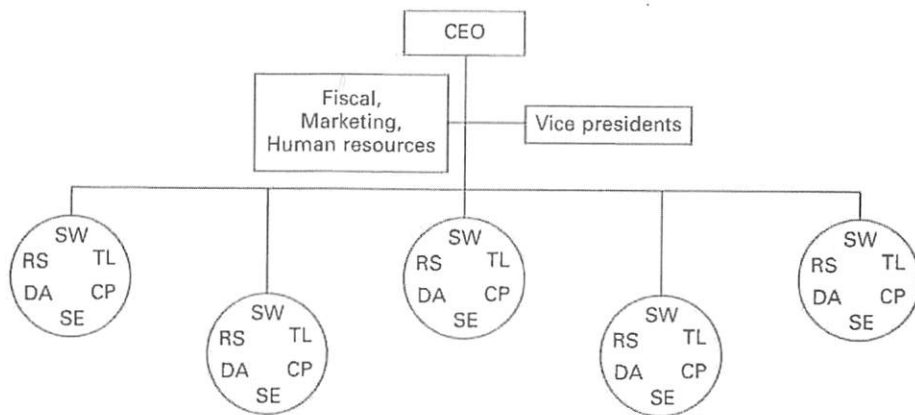 CEO
Fiscal,
Marketing,
Human resources
Vice presidents
SW
RS TL
DA CP
SE
SW
RS TL
DA CP
SE
SW
RS TL
DA CP
SE
SW
RS TL
DA CP
SE
SW
RS TL
DA CP
SE